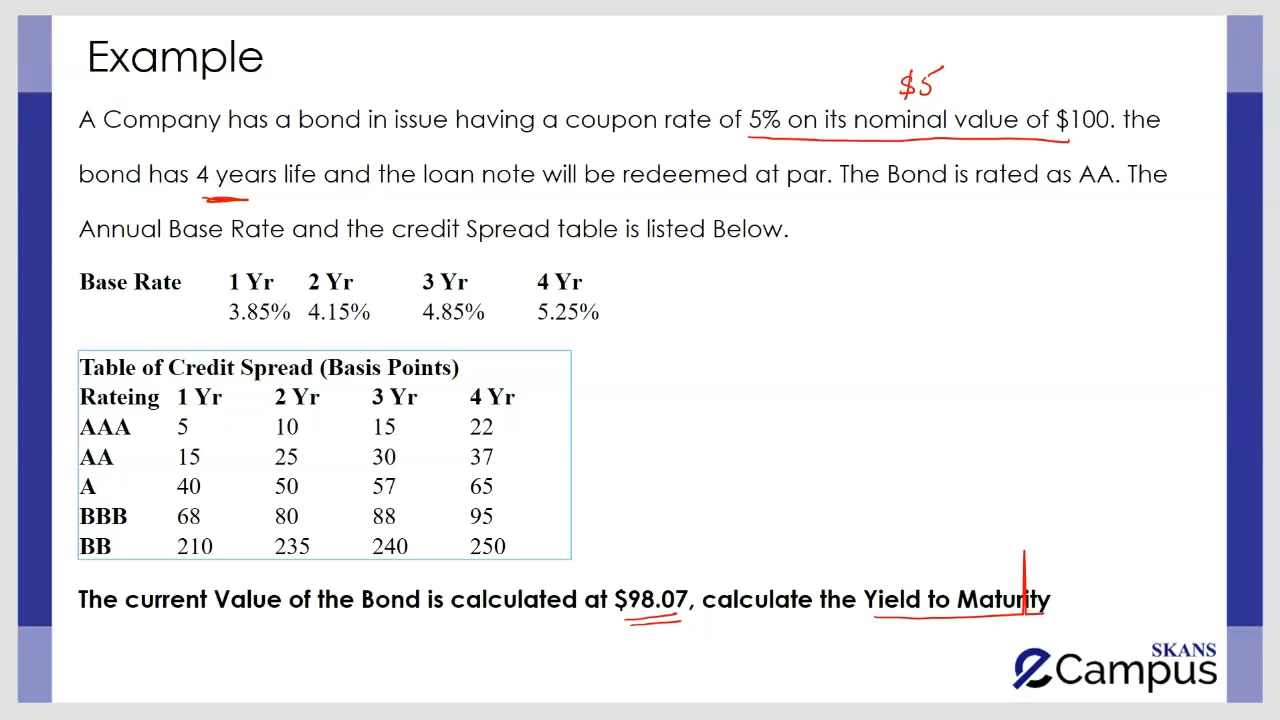 Example
$5
A Company has a bond in issue having a coupon rate of 5% on its nominal value of $100. the
bond has 4 years life and the loan note will be redeemed at par. The Bond is rated as AA. The
Annual Base Rate and the credit Spread table is listed Below.
Base Rate 1 Yr 2 Yr 3 Yr 4 Yr
3.85% 4.15% 4.85% 5.25%
Table of Credit Spread (Basis Points)
Rateing 1 Yr 2 Yr 3 Yr 4 Yr
AAA 5 10 15 22
AA 15 25 30 37
A 40 50 57 65
BBB 68 80 88 95
BB 210 235 240 250
The current Value of the Bond is calculated at $98.07, calculate the Yield to Maturity
SKANS
eCampus